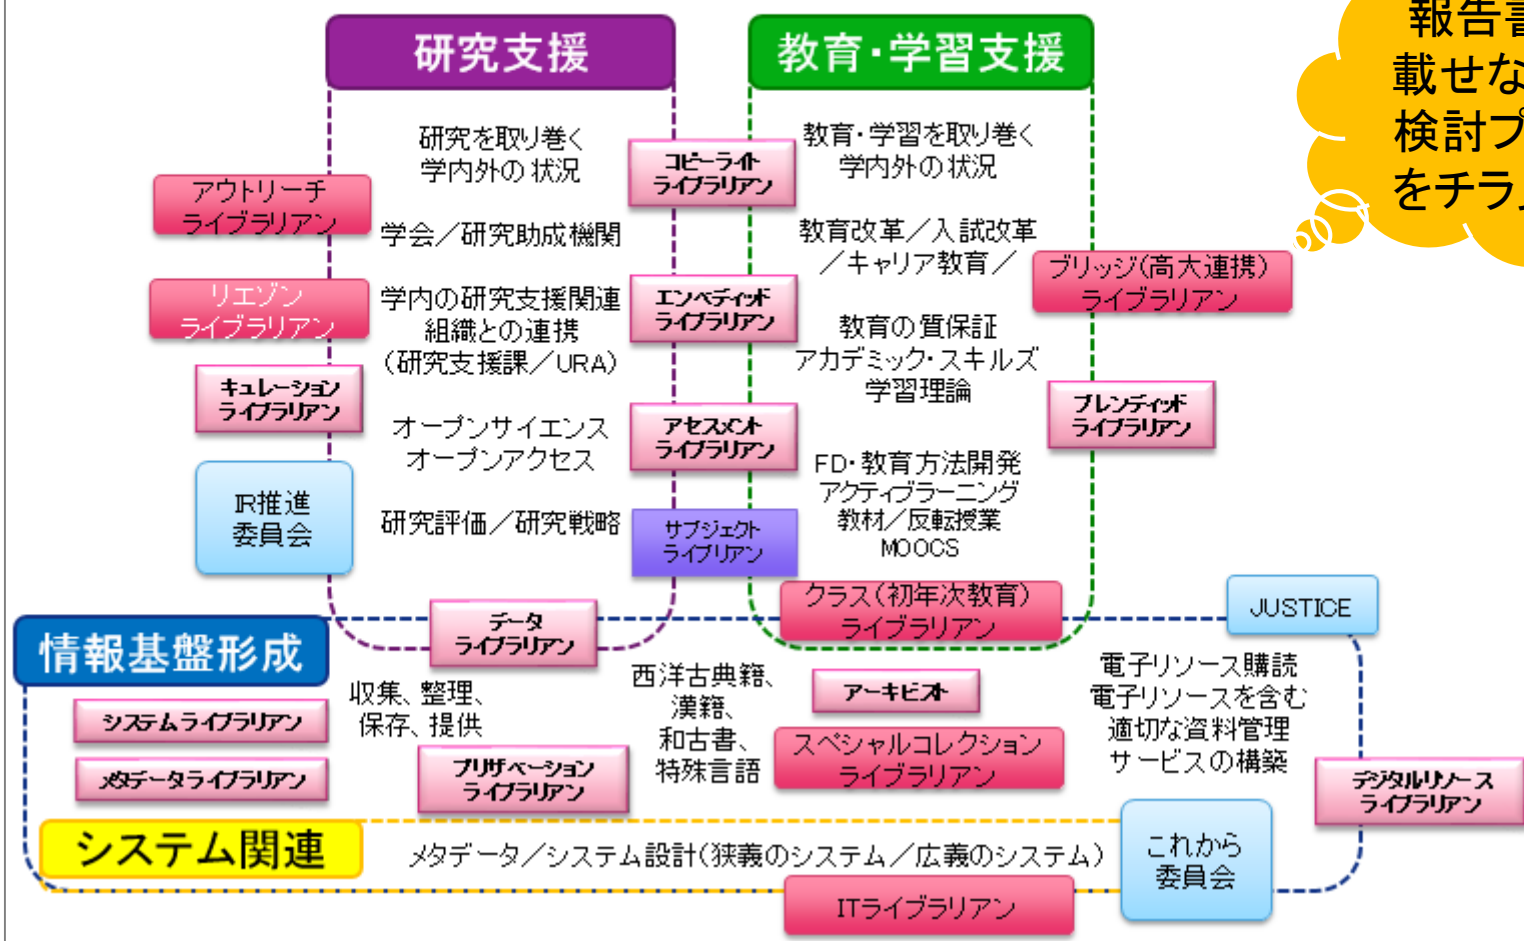 研究支援
教育・学習支援
報告書
載せな
検討プ
をチラ
研究を取り巻く
学内外の状況
学会／研究助成機関
学内の研究支援関連
組織との連携
(研究支援課／URA)
オープンサイエンス
オープンアクセス
研究評価／研究戦略
アウトリーチ
ライブラリアン
リエゾン
ライブラリアン
キュレーション
ライブラリアン
IR推進
委員会
コピーライト
ライブラリアン
エンベディッド
ライブラリアン
アセスメント
ライブラリアン
サブジェクト
ライブラリアン
教育・学習を取り巻く
学内外の状況
教育改革／入試改革
／キャリア教育／
教育の質保証
アカデミック・スキルズ
学習理論
FD・教育方法開発
アクティブラーニング
教材／反転授業
MOOCS
ブリッジ(高大連携)
ライブラリアン
ブレンディッド
ライブラリアン
クラス(初年次教育)
ライブラリアン
データ
ライブラリアン
JUSTICE
情報基盤形成
システムライブラリアン
メタデータライブラリアン
収集、整理、
保存、提供
プリザベーション
ライブラリアン
西洋古典籍、
漢籍、
和古書、
特殊言語
アーキビスト
スペシャルコレクション
ライブラリアン
電子リソース購読
電子リソースを含む
適切な資料管理
サービスの構築
デジタルリソース
ライブラリアン
システム関連
メタデータ／システム設計(狭義のシステム／広義のシステム)
これから
委員会
ITライブラリアン